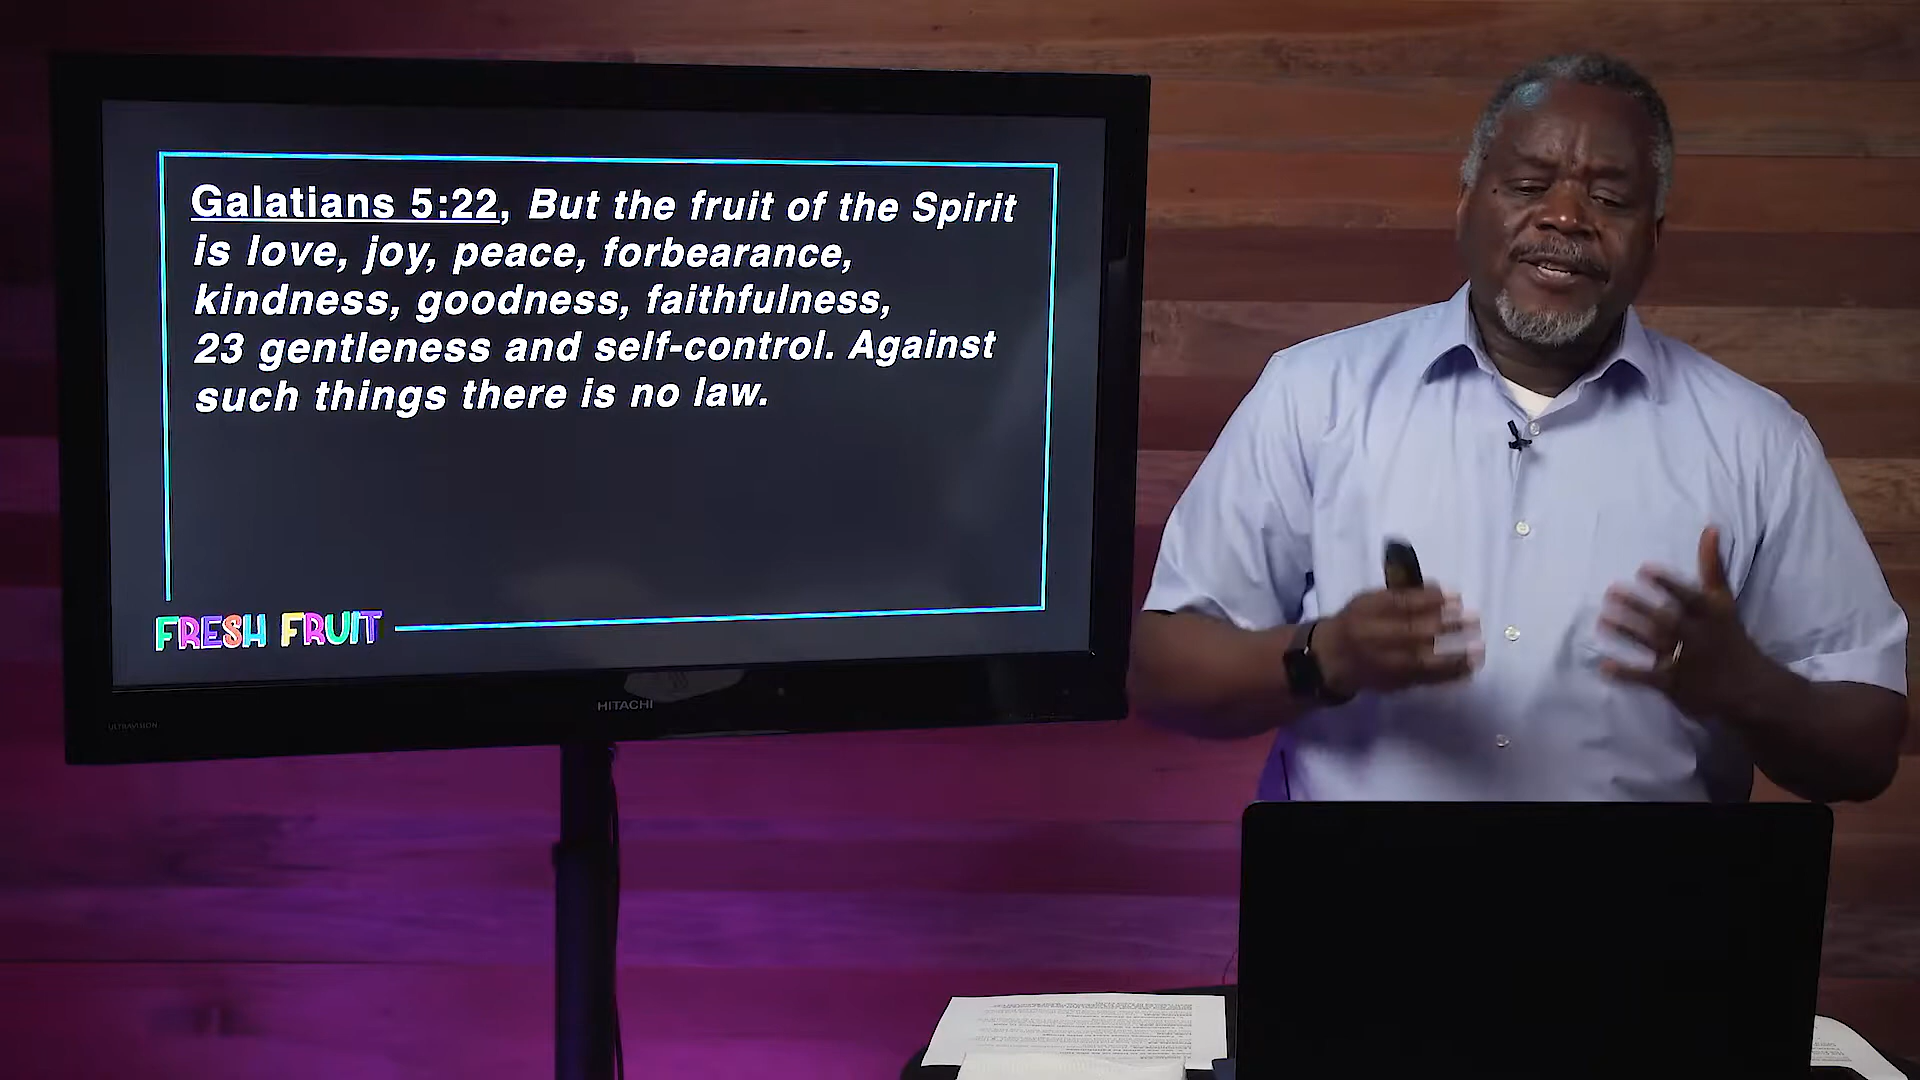 Galatians 5:22, But the fruit of the Spirit
is love, joy, peace, forbearance,
kindness, goodness, faithfulness,
23 gentleness and self-control. Against
such things there is no law.
FRESH FRUIT
HITACHI
ULTRAVISION